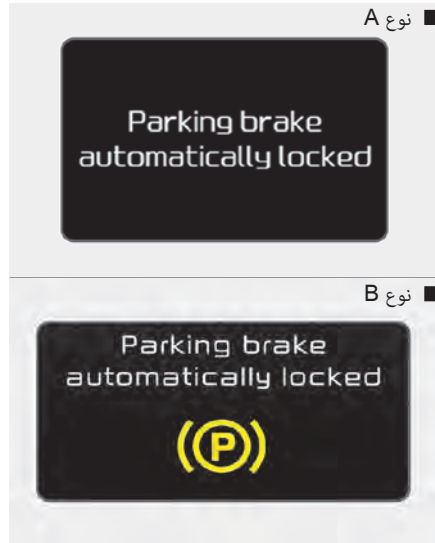 ■ نوع A
Parking brake
automatically locked
■ نوع B
Parking brake
automatically locked
(P)